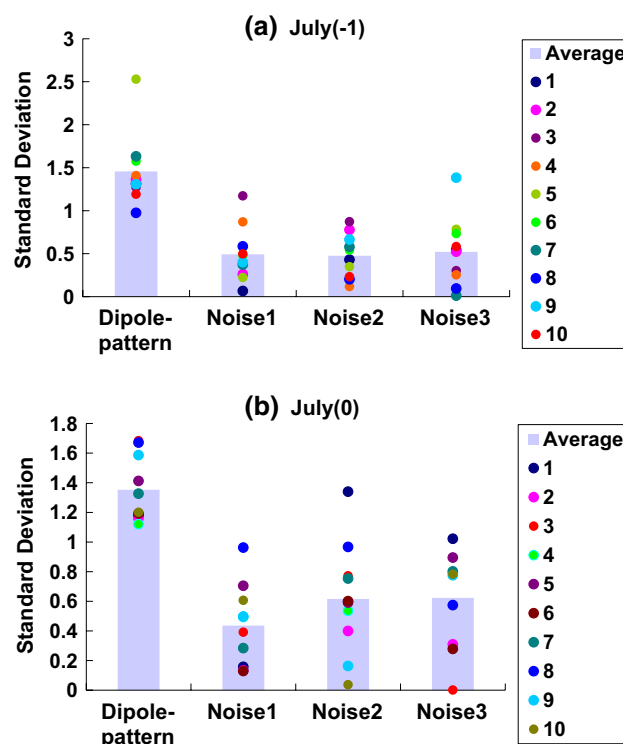 (a) July(-1)
Standard Deviation
3
2.5
2
1.5
1
0.5
0
Dipole-
pattern
Noise1
Noise2
Noise3
Average
1
2
3
4
5
6
7
8
9
10
(b) July(0)
Standard Deviation
1.8
1.6
1.4
1.2
1
0.8
0.6
0.4
0.2
0
Dipole-
pattern
Noise1
Noise2
Noise3
Average
1
2
3
4
5
6
7
8
9
10